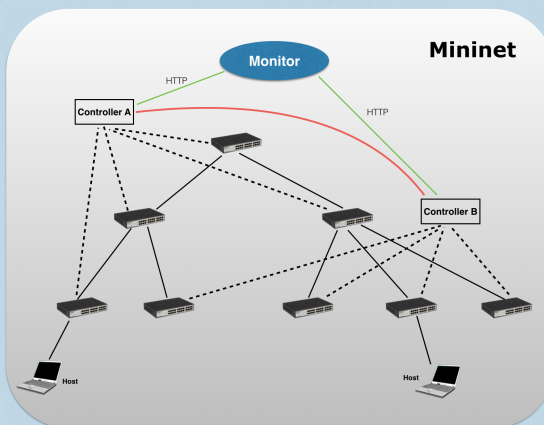 Mininet
Monitor
HTTP
HTTP
Controller A
Controller B
Host
Host